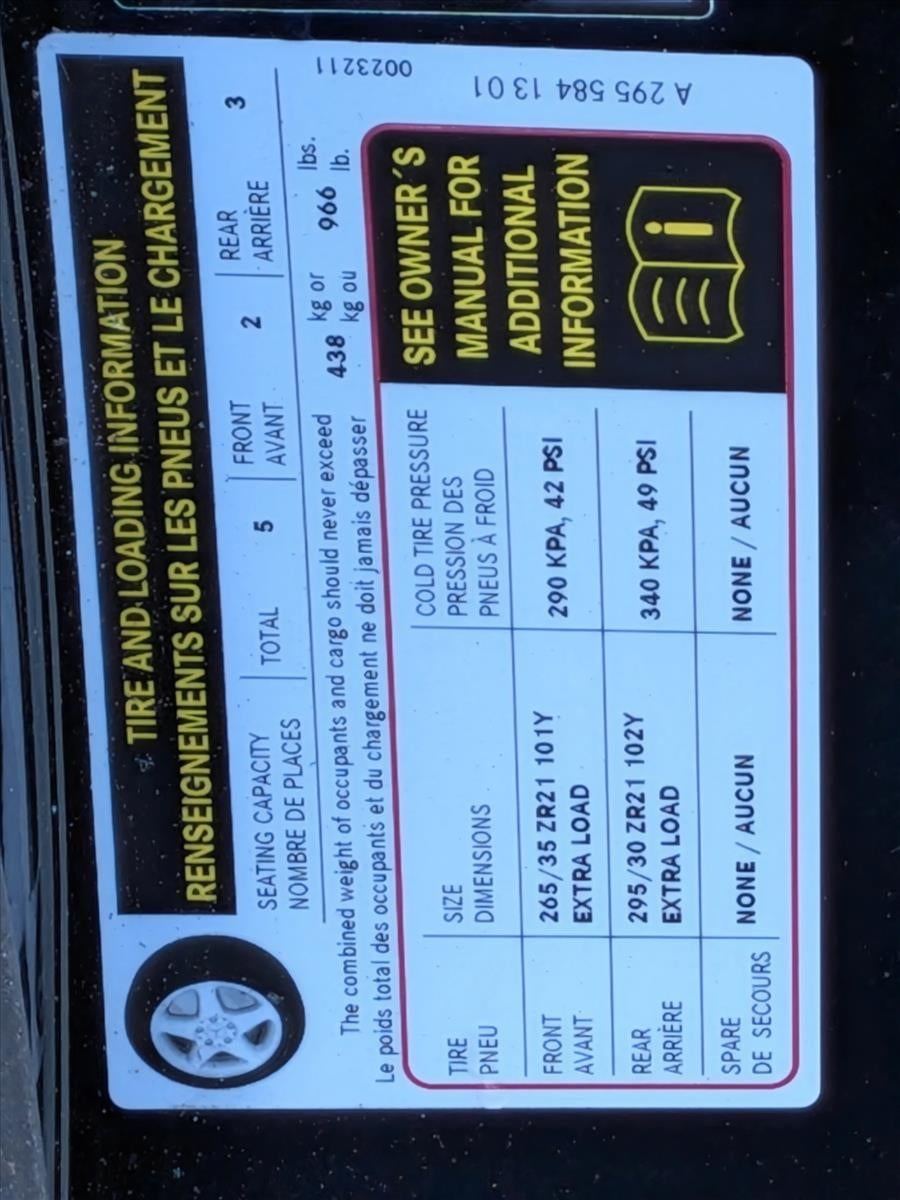 TIRE AND LOADING INFORMATION
RENSEIGNEMENTS SUR LES PNEUS ET LE CHARGEMENT
SEATING CAPACITY TOTAL 5 FRONT 2 REAR 3
NOMBRE DE PLACES AVANT ARRIÈRE
The combined weight of occupants and cargo should never exceed 438 kg or 966 lbs.
Le poids total des occupants et du chargement ne doit jamais dépasser kg ou lb.
TIRE SIZE COLD TIRE PRESSURE
PNEU DIMENSIONS PRESSION DES
PNEUS À FROID
FRONT 265/35 ZR21 101Y 290 KPA, 42 PSI
AVANT EXTRA LOAD
REAR 295/30 ZR21 102Y 340 KPA, 49 PSI
ARRIÈRE EXTRA LOAD
SPARE NONE / AUCUN NONE / AUCUN
DE SECOURS
SEE OWNER´S
MANUAL FOR
ADDITIONAL
INFORMATION
i
0023211
A 295 584 13 01